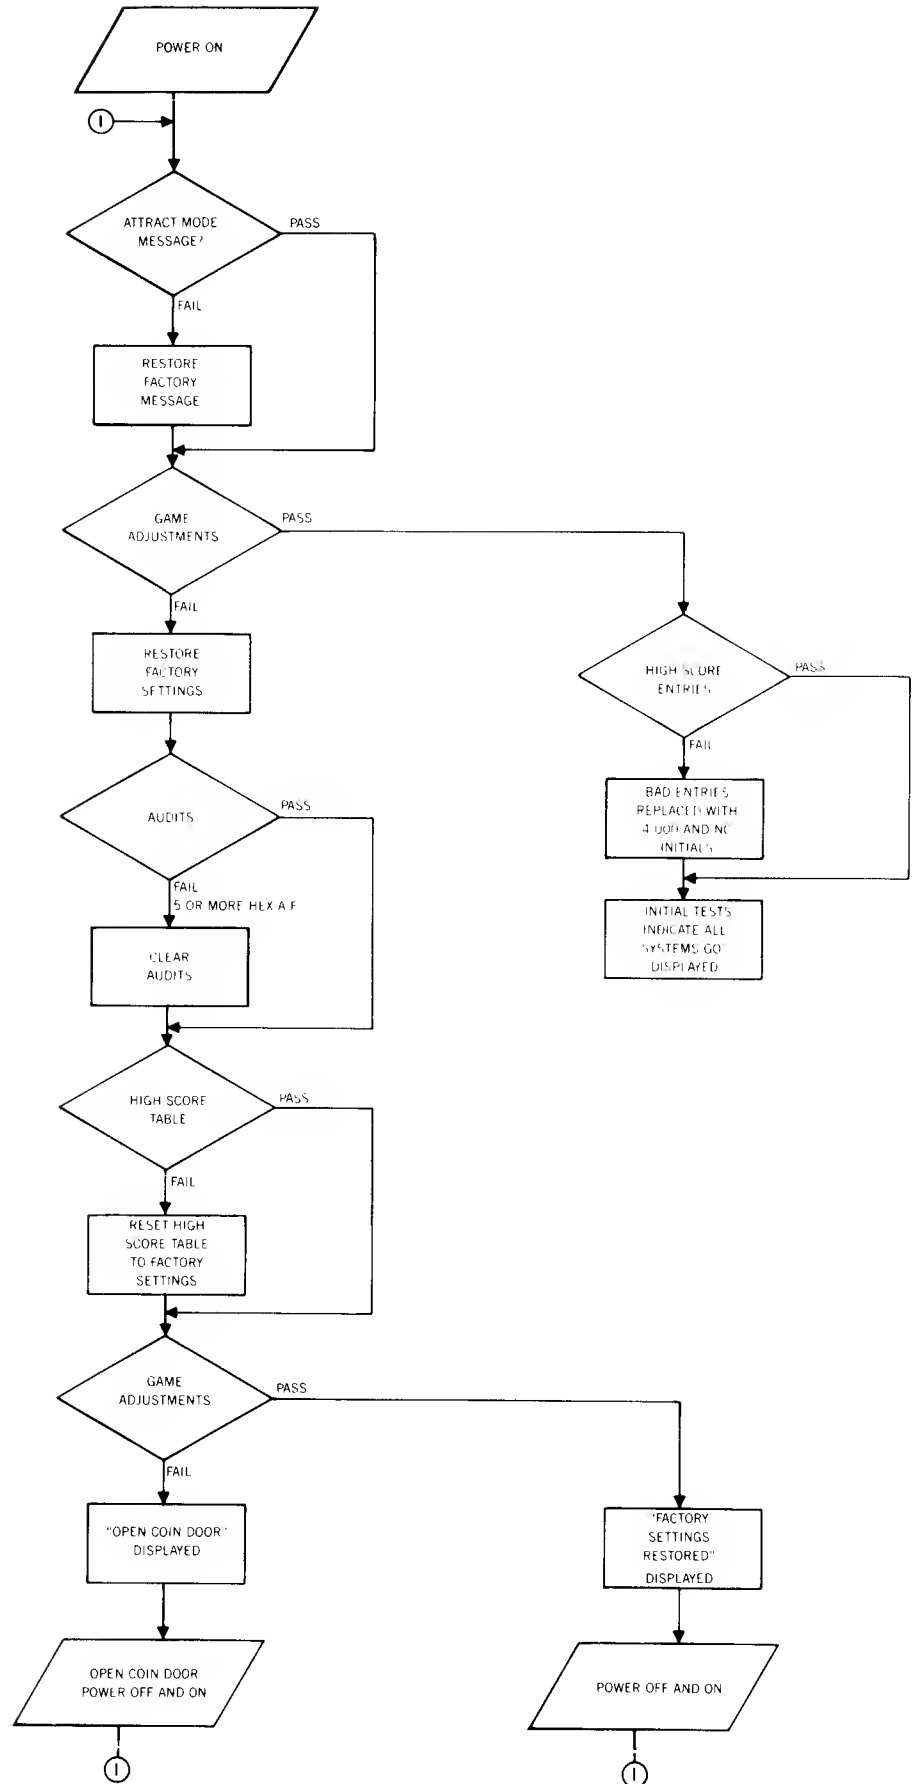 POWER ON
1
ATTRACT MODE
MESSAGE?
PASS
FAIL
RESTORE
FACTORY
MESSAGE
GAME
ADJUSTMENTS
PASS
FAIL
RESTORE
FACTORY
SETTINGS
HIGH SCORE
ENTRIES
PASS
FAIL
BAD ENTRIES
REPLACED WITH
4,000 AND NO
INITIALS
INITIAL TESTS
INDICATE ALL
SYSTEMS GO"
DISPLAYED
AUDITS
PASS
FAIL
5 OR MORE HEX A F
CLEAR
AUDITS
HIGH SCORE
TABLE
PASS
FAIL
RESET HIGH
SCORE TABLE
TO FACTORY
SETTINGS
GAME
ADJUSTMENTS
PASS
FAIL
"OPEN COIN DOOR"
DISPLAYED
"FACTORY
SETTINGS
RESTORED"
DISPLAYED
OPEN COIN DOOR
POWER OFF AND ON
POWER OFF AND ON
1
1